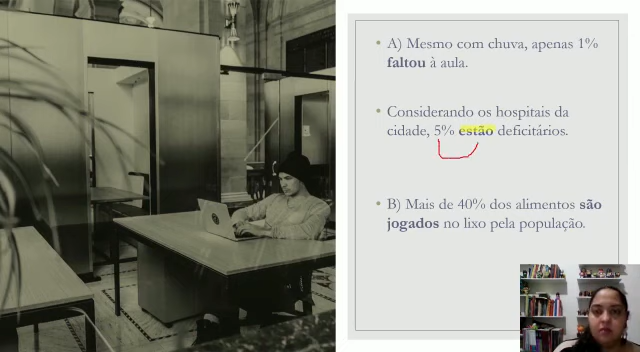 • A) Mesmo com chuva, apenas 1%
faltou à aula.
• Considerando os hospitais da
cidade, 5% estão deficitários.
• B) Mais de 40% dos alimentos são
jogados no lixo pela população.